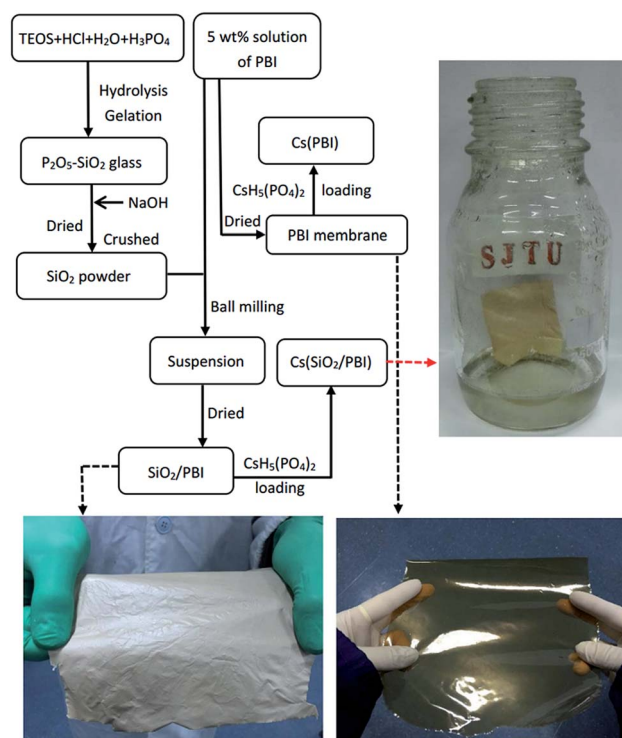 TEOS+HCl+H₂O+H₃PO₄
5 wt% solution
of PBI
Hydrolysis
Gelation
Cs(PBI)
P₂O₅-SiO₂ glass
CsH₅(PO₄)₂ loading
NaOH
Dried
Crushed
Dried
PBI membrane
SJTU
SiO₂ powder
Ball milling
Suspension
Cs(SiO₂/PBI)
Dried
SiO₂/PBI
CsH₅(PO₄)₂
loading